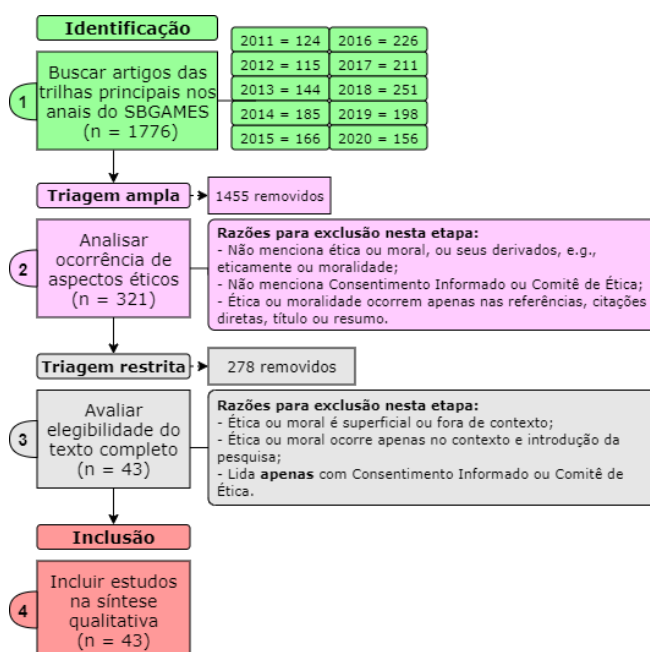 Identificação
1
Buscar artigos das
trilhas principais nos
anais do SBGAMES
(n = 1776)
2011 = 124
2016 = 226
2012 = 115
2017 = 211
2013 = 144
2018 = 251
2014 = 185
2019 = 198
2015 = 166
2020 = 156
Triagem ampla
1455 removidos
2
Analisar
ocorrência de
aspectos éticos
(n = 321)
Razões para exclusão nesta etapa:
- Não menciona ética ou moral, ou seus derivados, e.g.,
eticamente ou moralidade;
- Não menciona Consentimento Informado ou Comitê de Ética;
- Ética ou moralidade ocorrem apenas nas referências, citações
diretas, título ou resumo.
Triagem restrita
278 removidos
3
Avaliar
elegibilidade do
texto completo
(n = 43)
Razões para exclusão nesta etapa:
- Ética ou moral é superficial ou fora de contexto;
- Ética ou moral ocorre apenas no contexto e introdução da
pesquisa;
- Lida apenas com Consentimento Informado ou Comitê de
Ética.
Inclusão
4
Incluir estudos
na síntese
qualitativa
(n = 43)